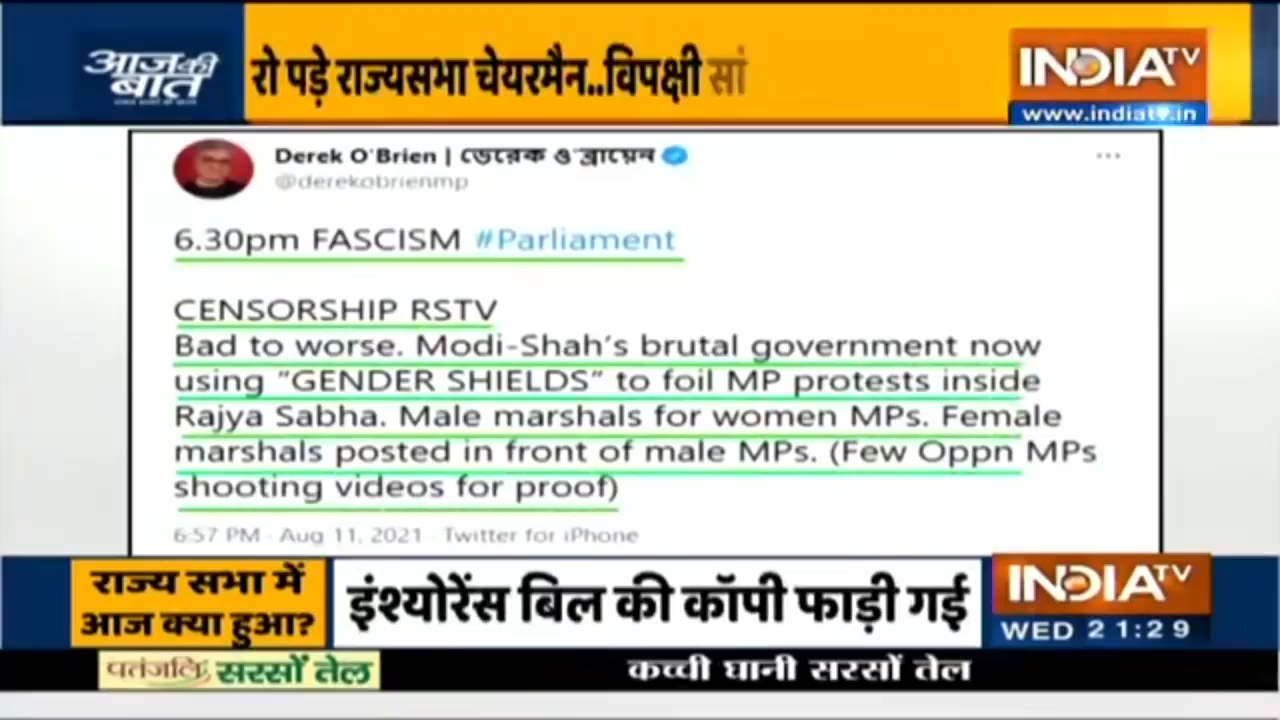 आज की
बात
रो पड़े राज्यसभा चेयरमैन..विपक्षी सां
INDIA TV
www.indiatv.in
Derek O'Brien | ডেরেক ও'ব্রায়েন
@derekobrienmp
6.30pm FASCISM #Parliament
CENSORSHIP RSTV
Bad to worse. Modi-Shah's brutal government now
using "GENDER SHIELDS" to foil MP protests inside
Rajya Sabha. Male marshals for women MPs. Female
marshals posted in front of male MPs. (Few Oppn MPs
shooting videos for proof)
6:57 PM · Aug 11, 2021 · Twitter for iPhone
राज्य सभा में
आज क्या हुआ?
इंश्योरेंस बिल की कॉपी फाड़ी गई
INDIA TV
WED 21:29
पतंजलि सरसों तेल
कच्ची घानी सरसों तेल